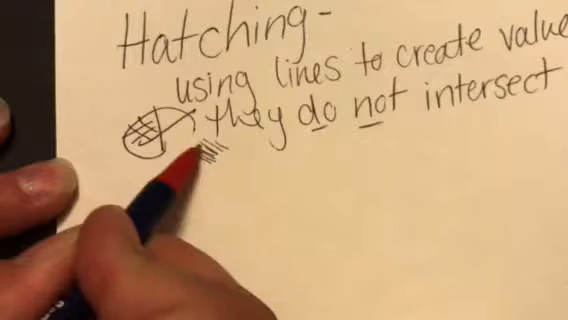 Hatching-
using lines to create value
they do not intersect